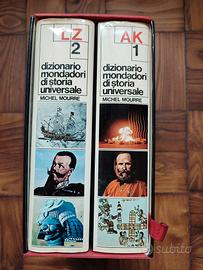 LZ
2
dizionario
mondadori
di storia
universale
MICHEL MOURRE
AK
1
dizionario
mondadori
di storia
universale
MICHEL MOURRE
subito